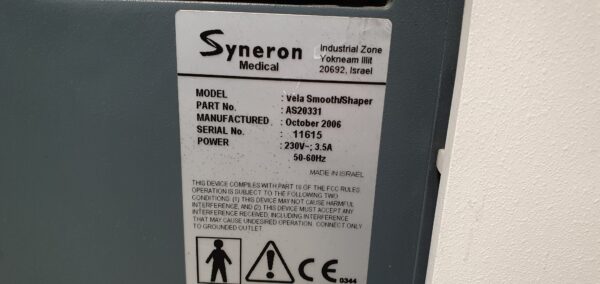 Syneron
Medical
Industrial Zone
Yokneam Illit
20692, Israel
MODEL : Vela Smooth/Shaper
PART No. : AS20331
MANUFACTURED : October 2006
SERIAL No. : 11615
POWER : 230V~; 3.5A
50-60Hz
MADE IN ISRAEL
THIS DEVICE COMPLIES WITH PART 18 OF THE FCC RULES.
OPERATION IS SUBJECT TO THE FOLLOWING TWO
CONDITIONS: (1) THIS DEVICE MAY NOT CAUSE HARMFUL
INTERFERENCE, AND (2) THIS DEVICE MUST ACCEPT ANY
INTERFERENCE RECEIVED, INCLUDING INTERFERENCE
THAT MAY CAUSE UNDESIRED OPERATION. CONNECT ONLY
TO GROUNDED OUTLET
CE 0344